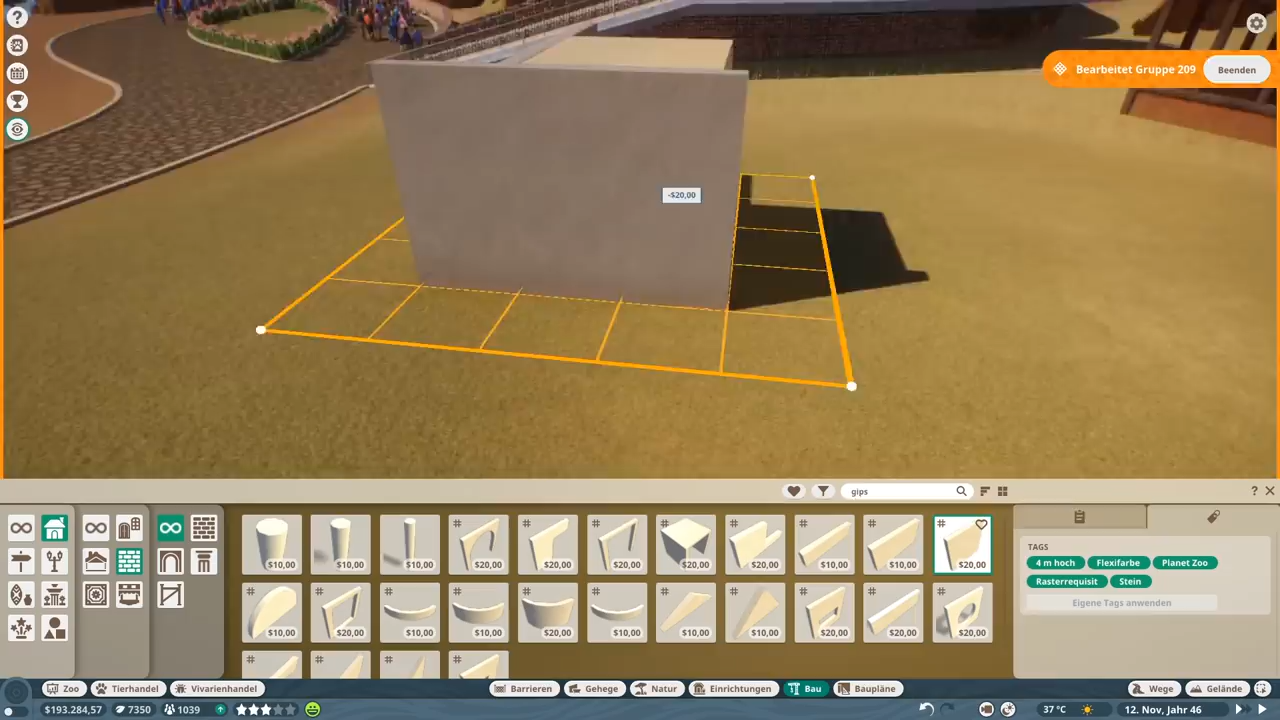 Bearbeitet Gruppe 209
Beenden
-$20,00
gips
$10,00 $10,00 $10,00 $20,00 $20,00 $20,00 $20,00 $20,00 $10,00 $10,00 $20,00
$10,00 $20,00 $10,00 $10,00 $20,00 $10,00 $10,00 $10,00 $20,00 $20,00 $20,00
TAGS
4 m hoch Flexifarbe Planet Zoo
Rasterrequisit Stein
Eigene Tags anwenden
Zoo Tierhandel Vivarienhandel Barrieren Gehege Natur Einrichtungen Bau Baupläne Wege Gelände
$193.284,57 7350 1039 37 °C 12. Nov, Jahr 46